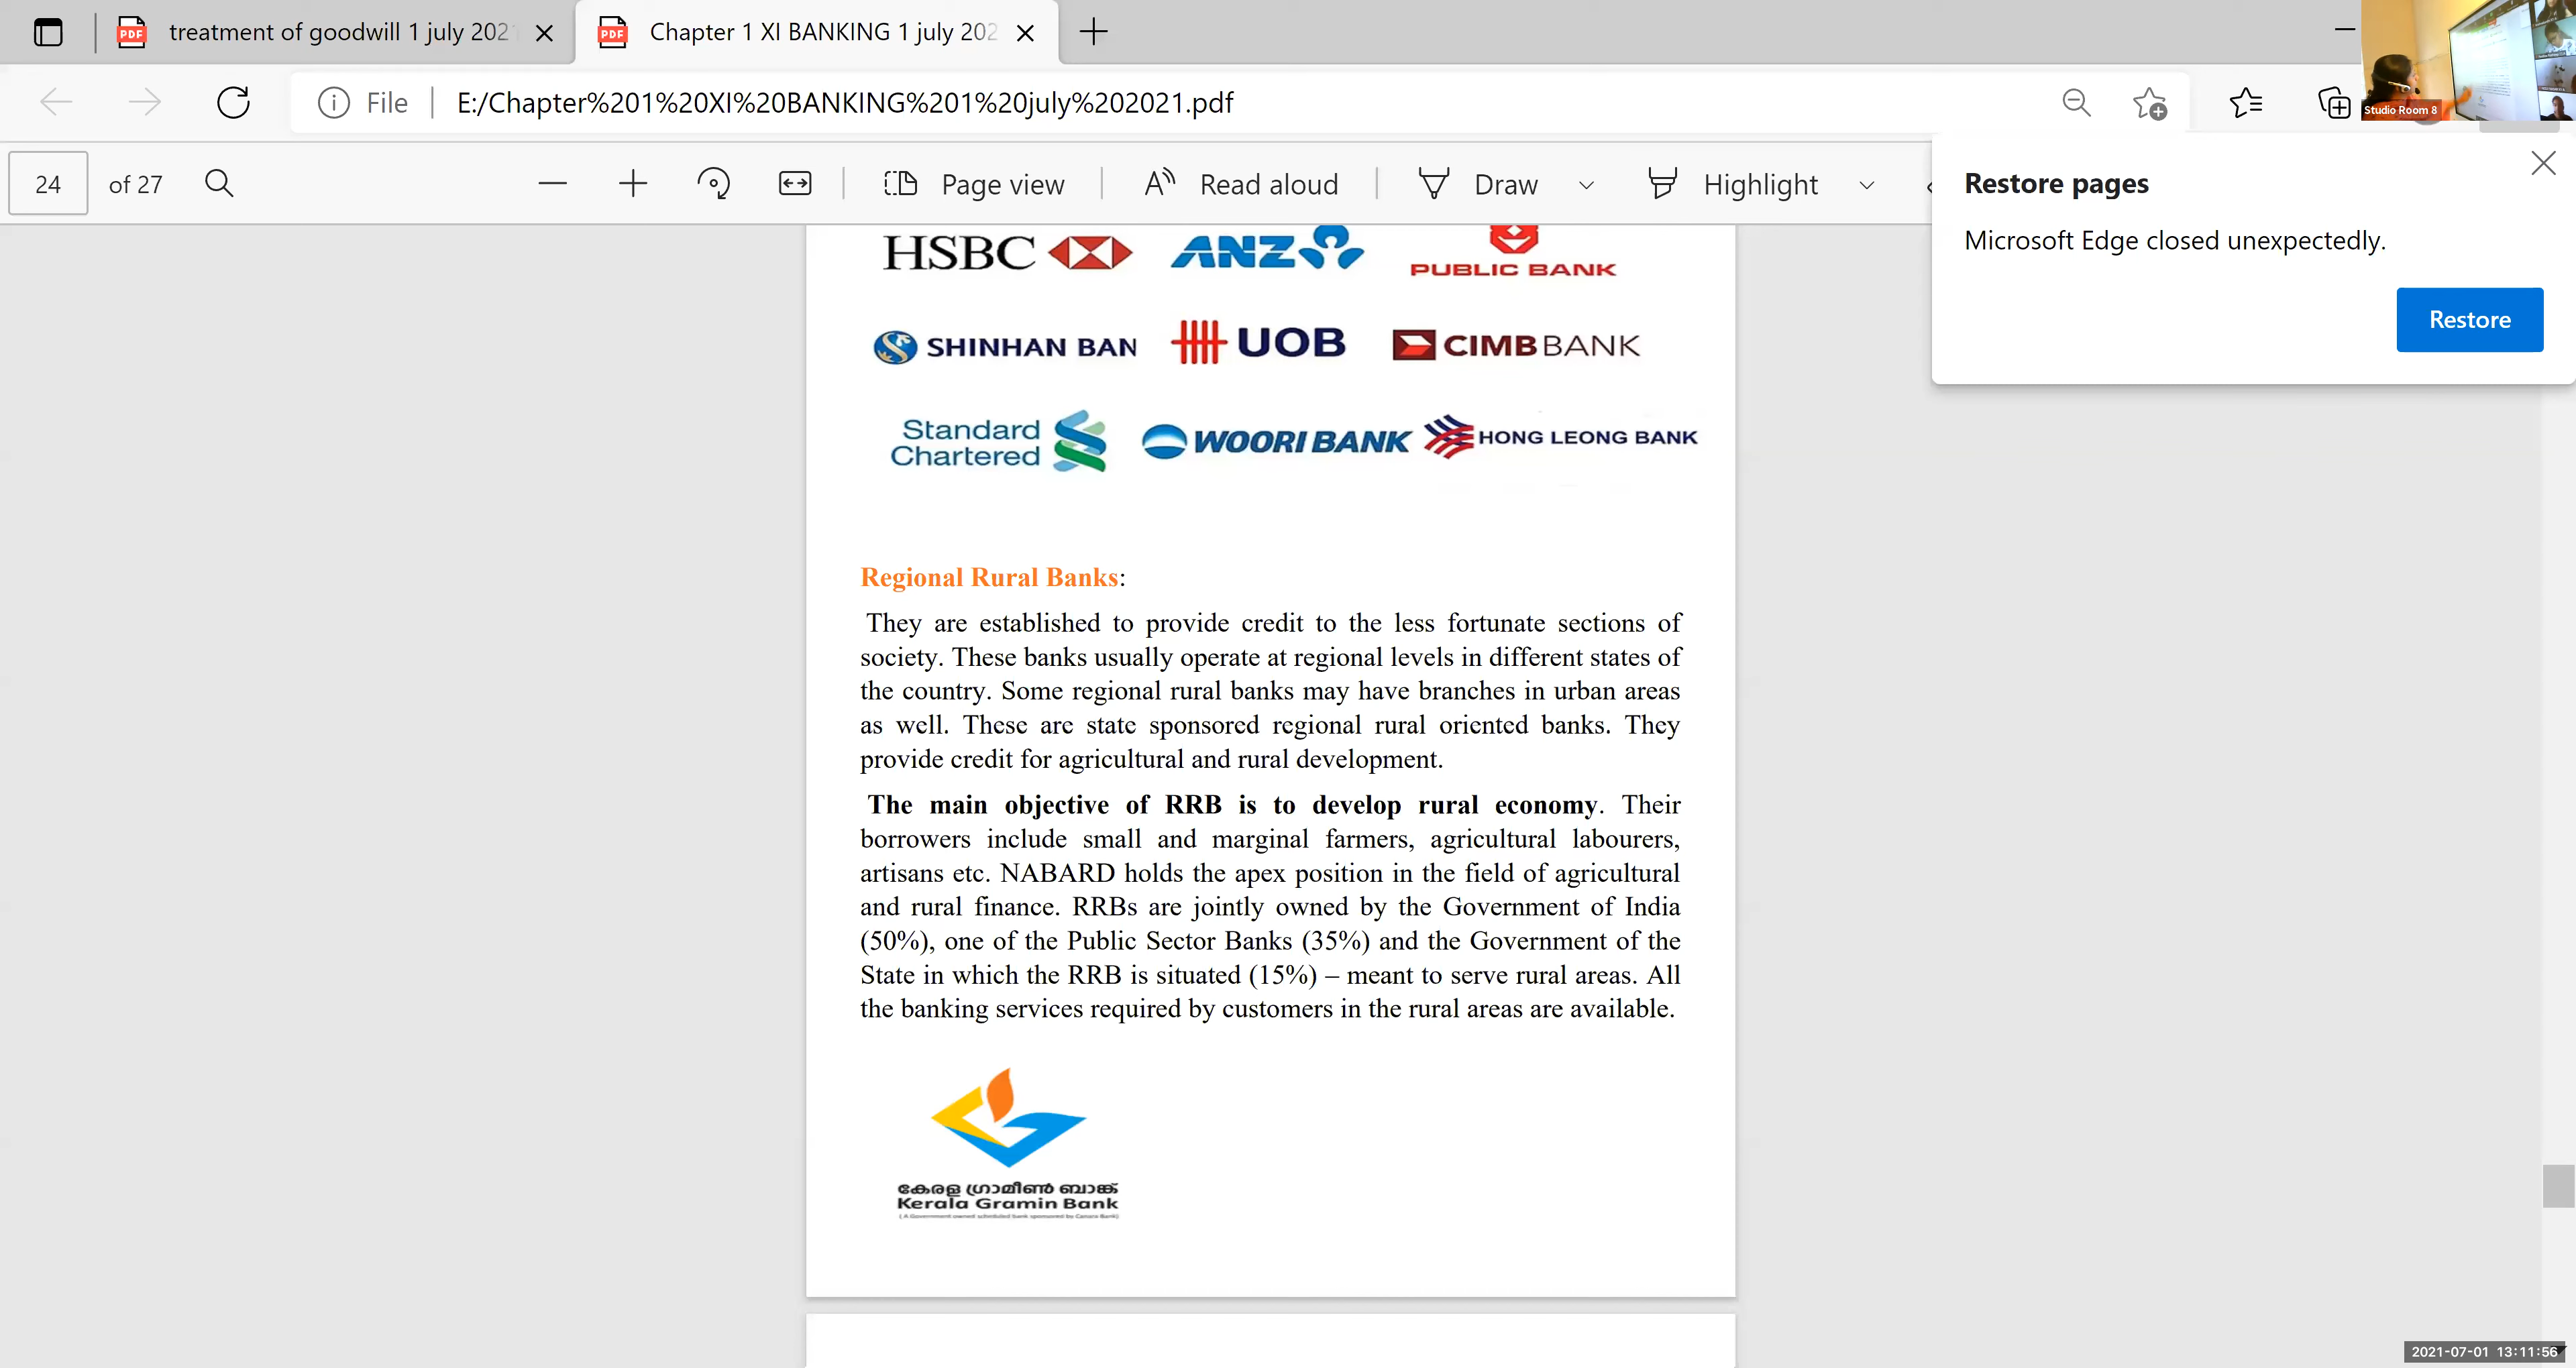 treatment of goodwill 1 july 202
Chapter 1 XI BANKING 1 july 202
File
E:/Chapter%201%20XI%20BANKING%201%20july%202021.pdf
Studio Room 8
24 of 27
Page view
Read aloud
Draw
Highlight
Restore pages
Microsoft Edge closed unexpectedly.
Restore
HSBC ANZ PUBLIC BANK
SHINHAN BAN UOB CIMB BANK
Standard Chartered WOORI BANK HONG LEONG BANK
Regional Rural Banks:
They are established to provide credit to the less fortunate sections of
society. These banks usually operate at regional levels in different states of
the country. Some regional rural banks may have branches in urban areas
as well. These are state sponsored regional rural oriented banks. They
provide credit for agricultural and rural development.
The main objective of RRB is to develop rural economy. Their
borrowers include small and marginal farmers, agricultural labourers,
artisans etc. NABARD holds the apex position in the field of agricultural
and rural finance. RRBs are jointly owned by the Government of India
(50%), one of the Public Sector Banks (35%) and the Government of the
State in which the RRB is situated (15%) – meant to serve rural areas. All
the banking services required by customers in the rural areas are available.
കേരള ഗ്രാമീൺ ബാങ്ക്
Kerala Gramin Bank
( A Government owned scheduled bank sponsored by Canara Bank)
2021-07-01 13:11:56